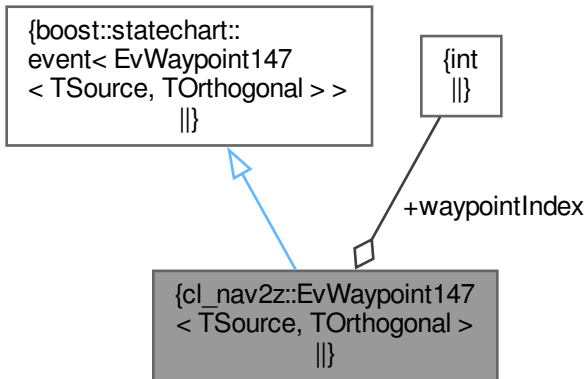 {boost::statechart::
event< EvWaypoint147
< TSource, TOrthogonal > >
||}
{int
||}
+waypointIndex
{cl_nav2z::EvWaypoint147
< TSource, TOrthogonal >
||}